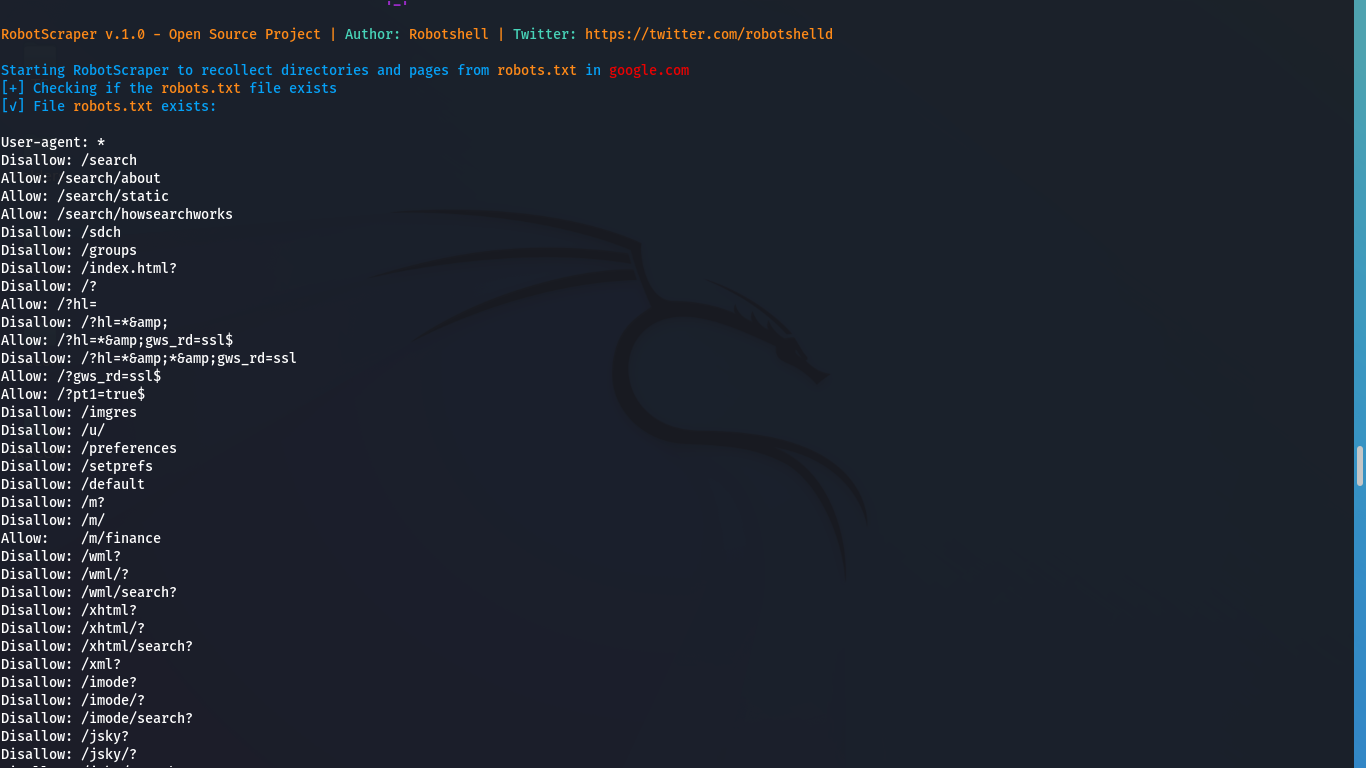 RobotScraper v.1.0 - Open Source Project | Author: Robotshell | Twitter: https://twitter.com/robotshelld
Starting RobotScraper to recollect directories and pages from robots.txt in google.com
[+] Checking if the robots.txt file exists
[√] File robots.txt exists:
User-agent: *
Disallow: /search
Allow: /search/about
Allow: /search/static
Allow: /search/howsearchworks
Disallow: /sdch
Disallow: /groups
Disallow: /index.html?
Disallow: /?
Allow: /?hl=
Disallow: /?hl=*&amp;
Allow: /?hl=*&amp;gws_rd=ssl$
Disallow: /?hl=*&amp;*&amp;gws_rd=ssl
Allow: /?gws_rd=ssl$
Allow: /?pt1=true$
Disallow: /imgres
Disallow: /u/
Disallow: /preferences
Disallow: /setprefs
Disallow: /default
Disallow: /m?
Disallow: /m/
Allow:    /m/finance
Disallow: /wml?
Disallow: /wml/?
Disallow: /wml/search?
Disallow: /xhtml?
Disallow: /xhtml/?
Disallow: /xhtml/search?
Disallow: /xml?
Disallow: /imode?
Disallow: /imode/?
Disallow: /imode/search?
Disallow: /jsky?
Disallow: /jsky/?